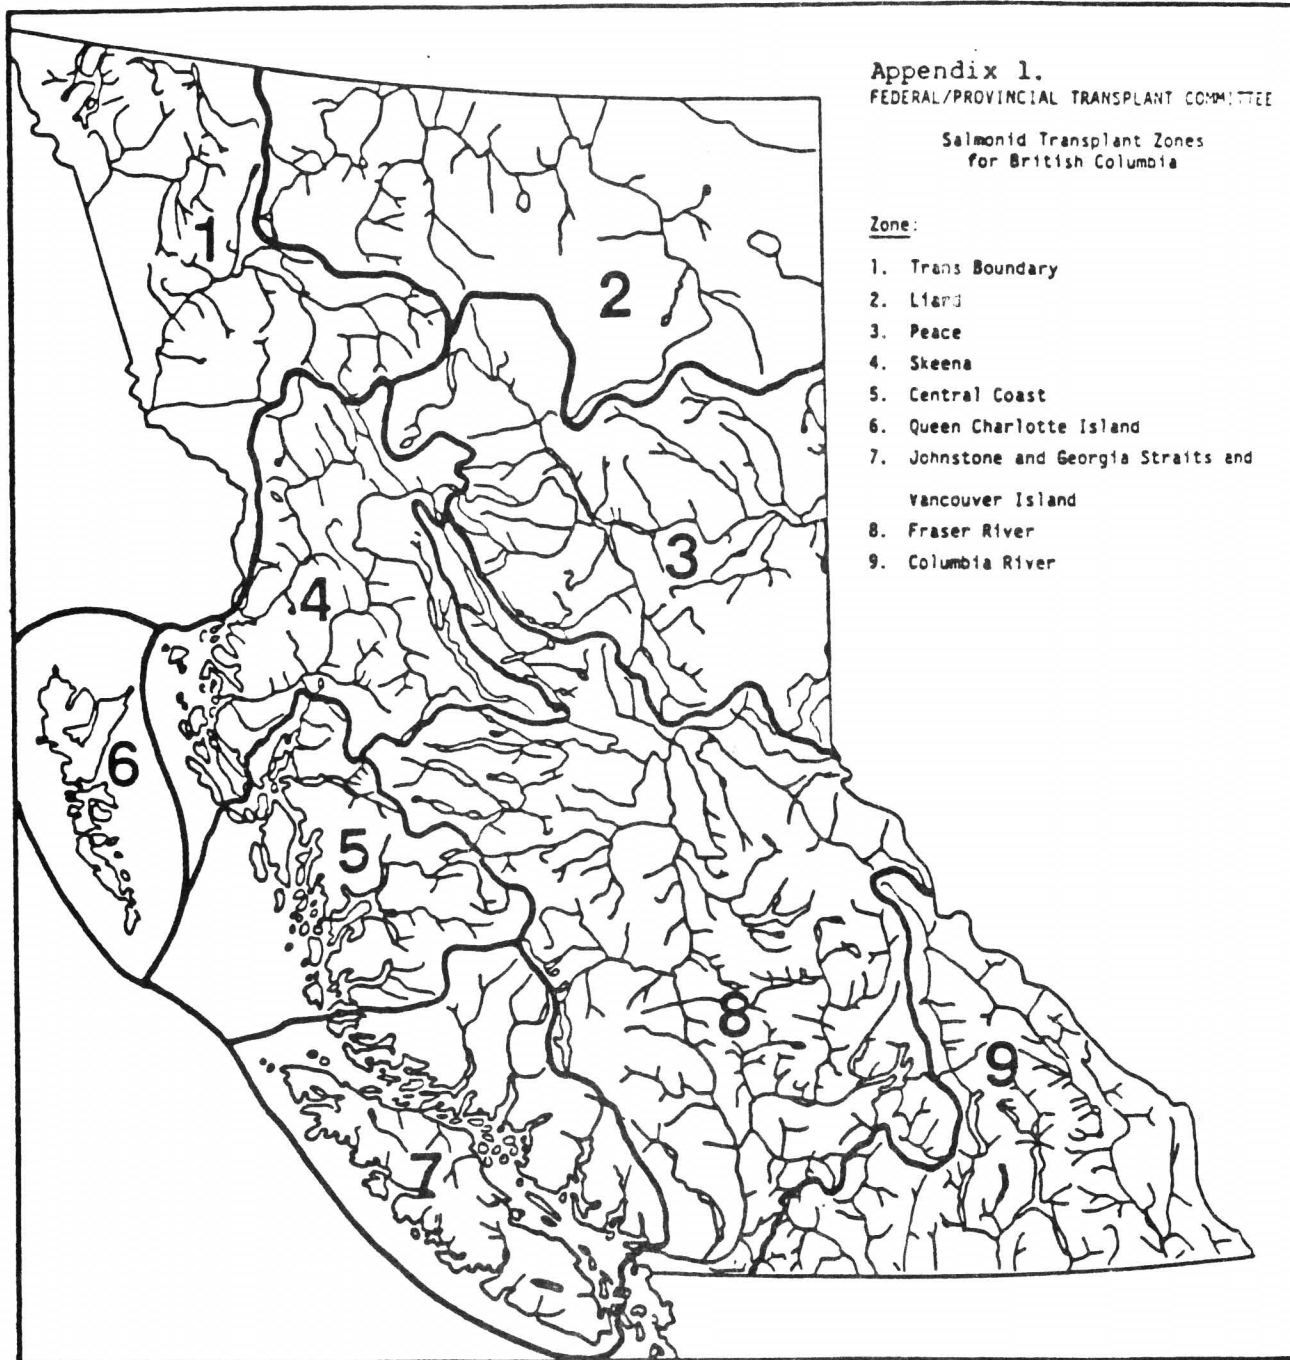 Appendix 1.
FEDERAL/PROVINCIAL TRANSPLANT COMMITTEE
Salmonid Transplant Zones
for British Columbia
Zone:
1. Trans Boundary
2. Liard
3. Peace
4. Skeena
5. Central Coast
6. Queen Charlotte Island
7. Johnstone and Georgia Straits and
Vancouver Island
8. Fraser River
9. Columbia River
1
2
3
4
6
5
8
9
7